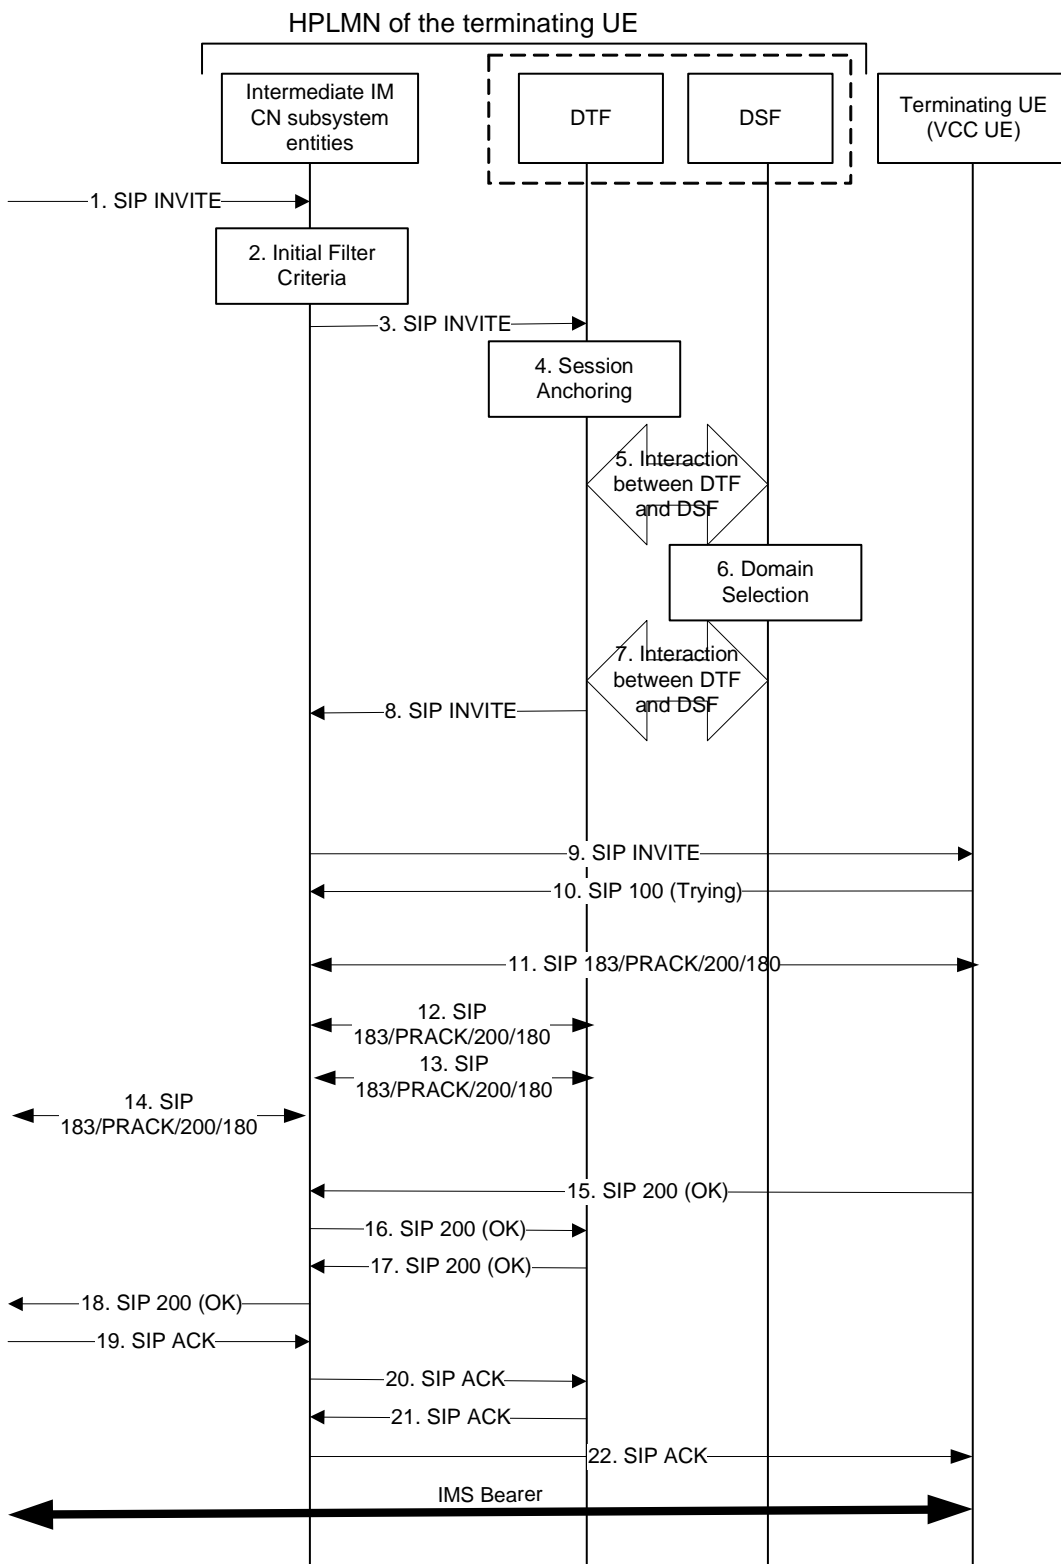 HPLMN of the terminating UE
Intermediate IM
CN subsystem
entities
DTF
DSF
Terminating UE
(VCC UE)
1. SIP INVITE
2. Initial Filter
Criteria
3. SIP INVITE
4. Session
Anchoring
5. Interaction
between DTF
and DSF
6. Domain
Selection
7. Interaction
between DTF
and DSF
8. SIP INVITE
9. SIP INVITE
10. SIP 100 (Trying)
11. SIP 183/PRACK/200/180
12. SIP
183/PRACK/200/180
13. SIP
183/PRACK/200/180
14. SIP
183/PRACK/200/180
15. SIP 200 (OK)
16. SIP 200 (OK)
17. SIP 200 (OK)
18. SIP 200 (OK)
19. SIP ACK
20. SIP ACK
21. SIP ACK
22. SIP ACK
IMS Bearer